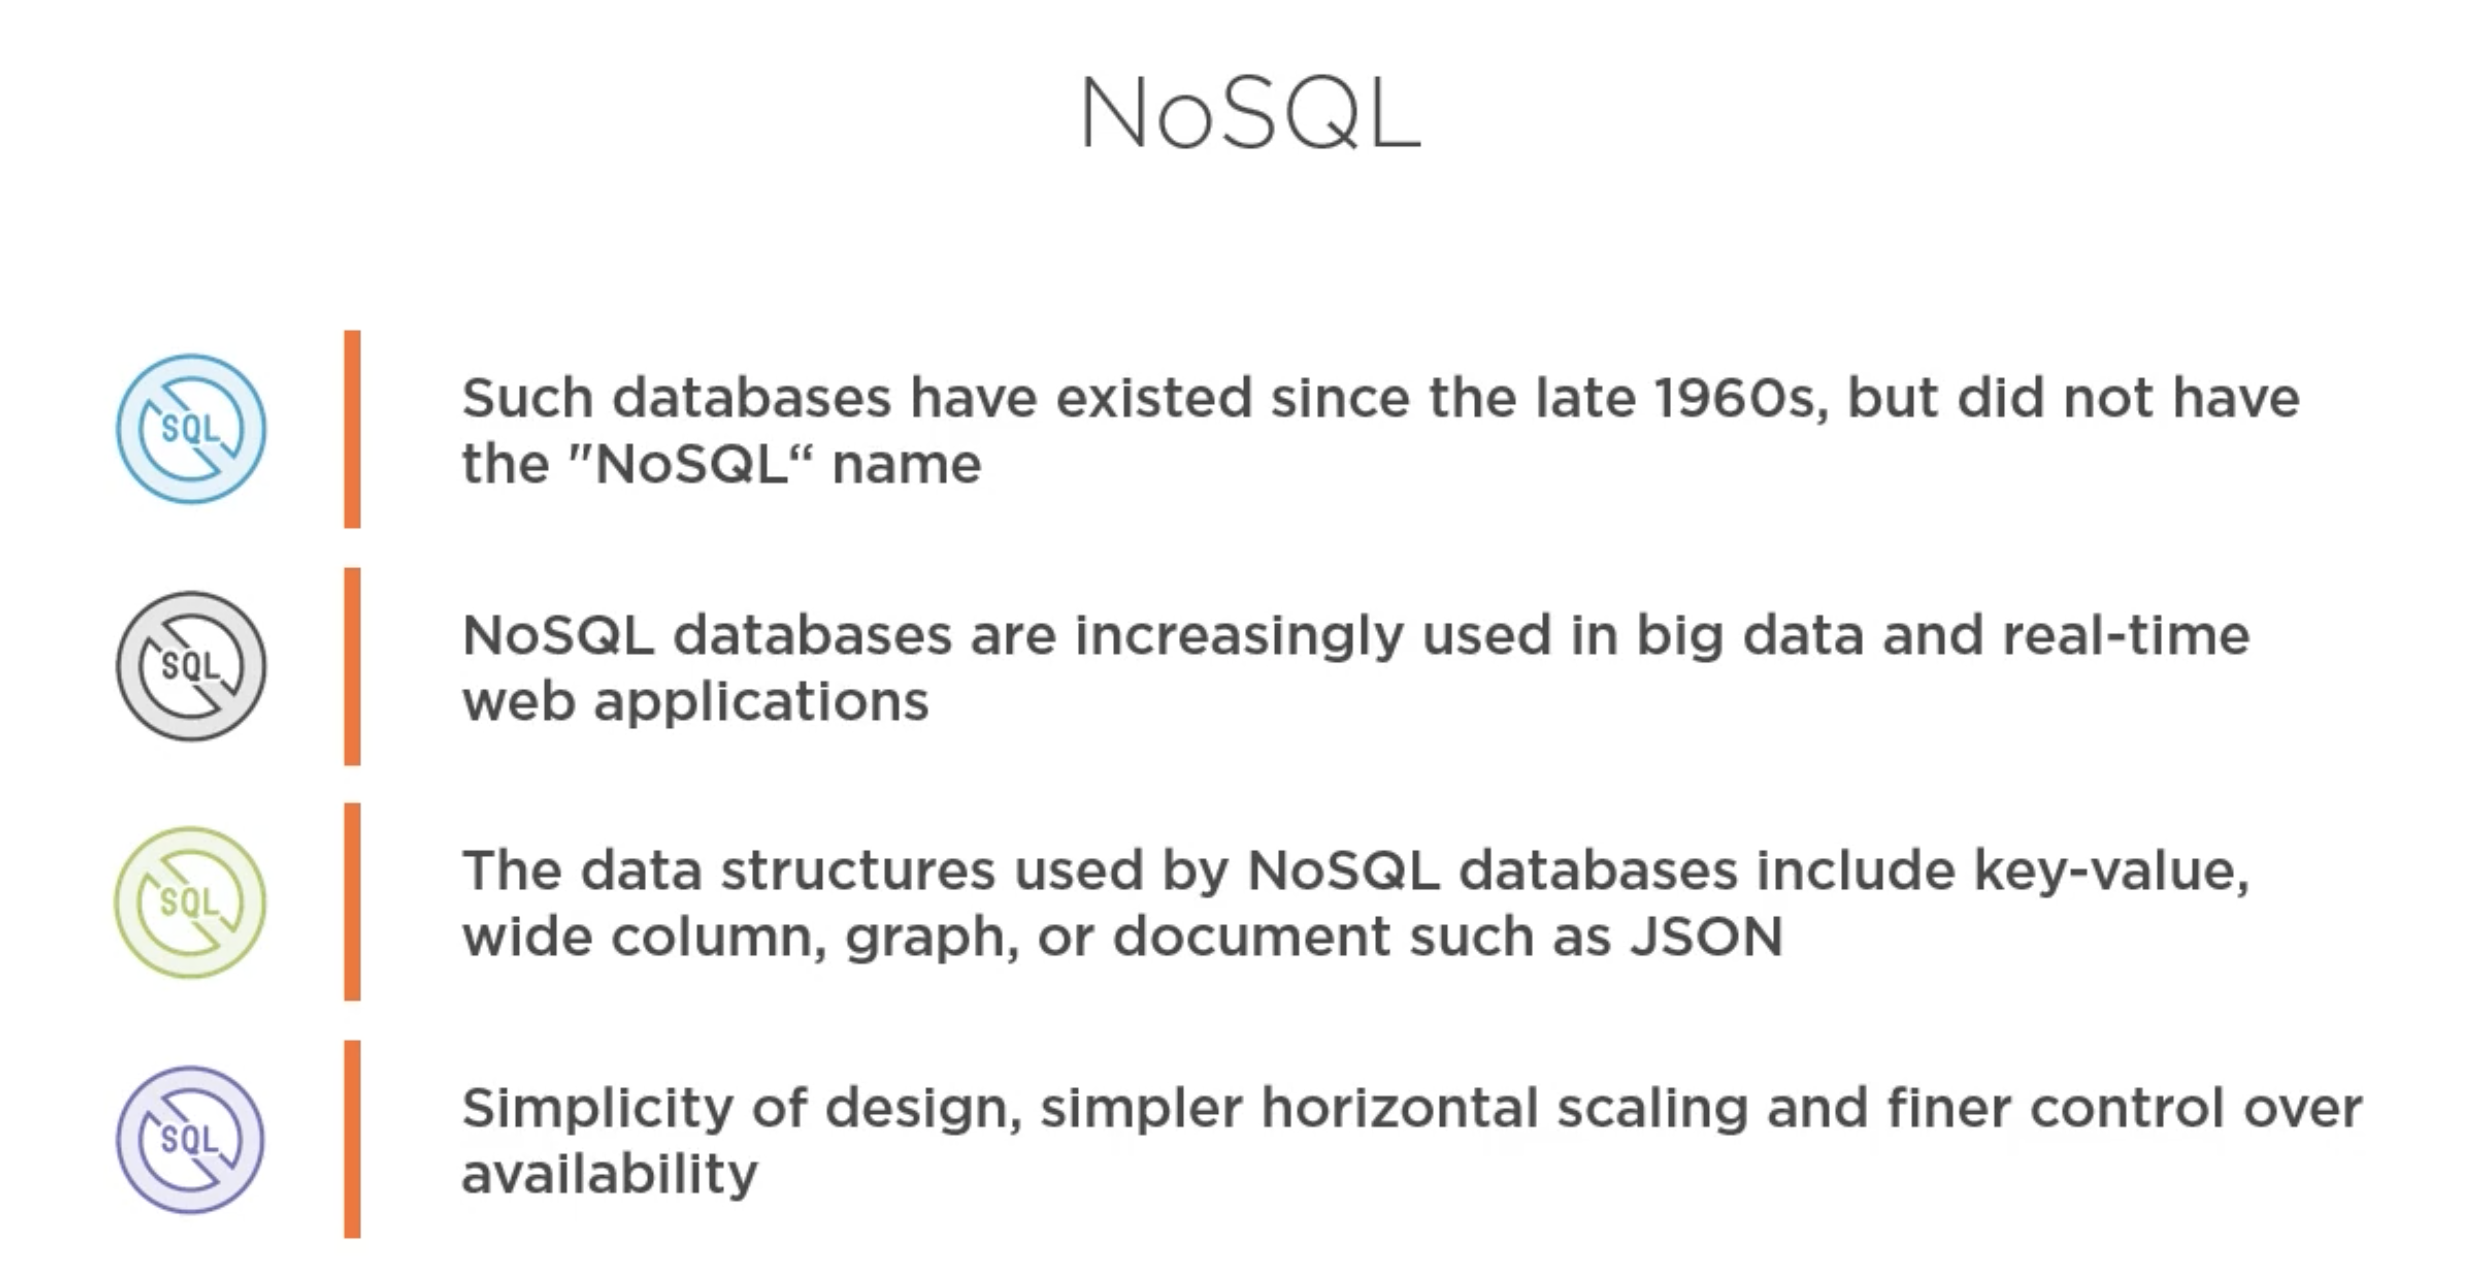 NoSQL
SQL
Such databases have existed since the late 1960s, but did not have
the "NoSQL“ name
SQL
NoSQL databases are increasingly used in big data and real-time
web applications
SQL
The data structures used by NoSQL databases include key-value,
wide column, graph, or document such as JSON
SQL
Simplicity of design, simpler horizontal scaling and finer control over
availability